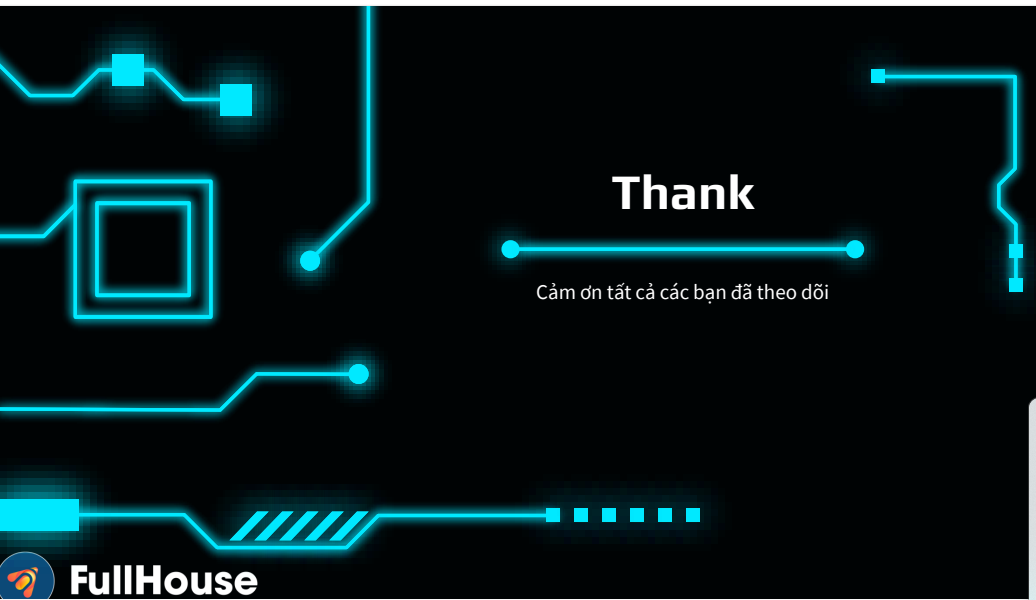 Thank
Cảm ơn tất cả các bạn đã theo dõi
FullHouse